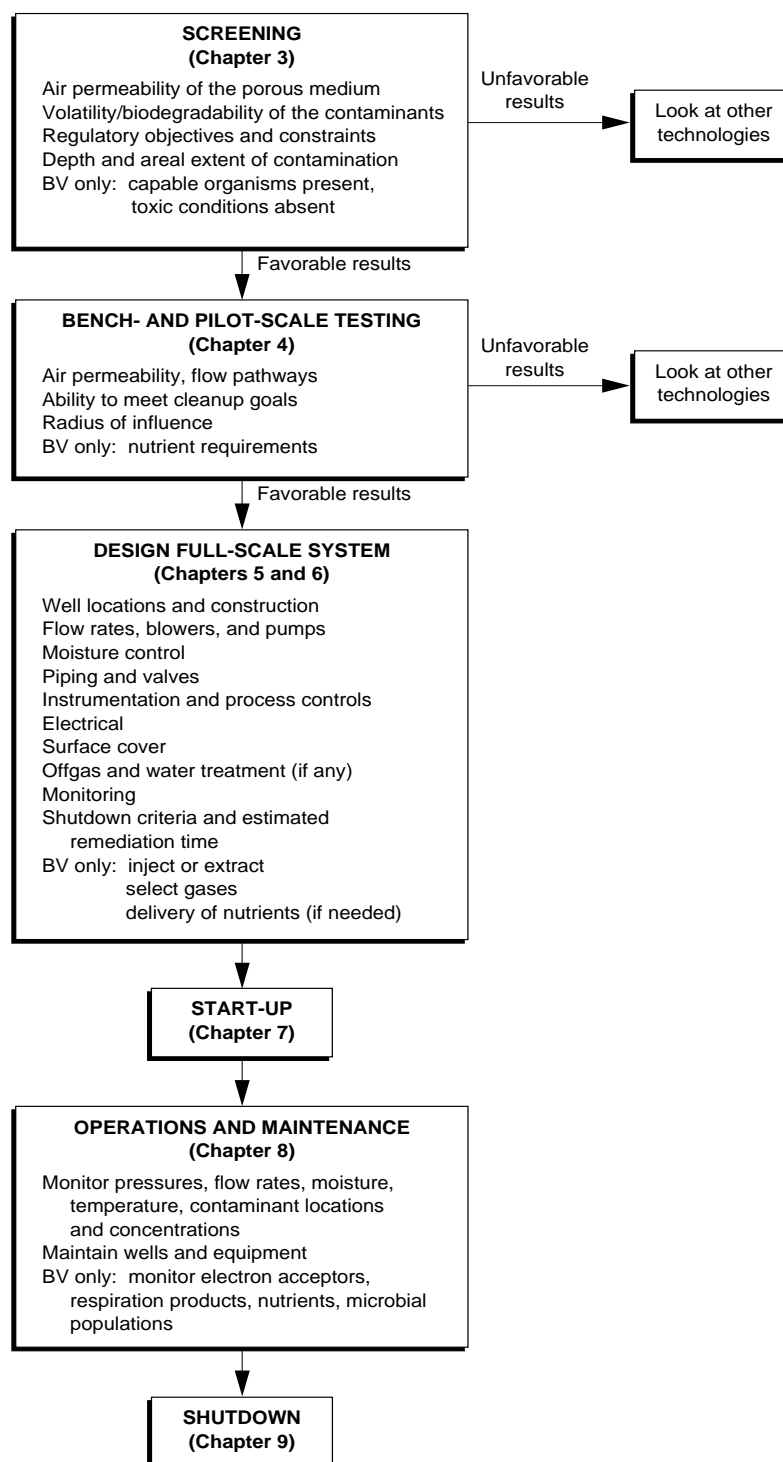 SCREENING
(Chapter 3)
Air permeability of the porous medium
Volatility/biodegradability of the contaminants
Regulatory objectives and constraints
Depth and areal extent of contamination
BV only: capable organisms present,
toxic conditions absent
Unfavorable
results
Look at other
technologies
Favorable results
BENCH- AND PILOT-SCALE TESTING
(Chapter 4)
Air permeability, flow pathways
Ability to meet cleanup goals
Radius of influence
BV only: nutrient requirements
Unfavorable
results
Look at other
technologies
Favorable results
DESIGN FULL-SCALE SYSTEM
(Chapters 5 and 6)
Well locations and construction
Flow rates, blowers, and pumps
Moisture control
Piping and valves
Instrumentation and process controls
Electrical
Surface cover
Offgas and water treatment (if any)
Monitoring
Shutdown criteria and estimated
remediation time
BV only: inject or extract
select gases
delivery of nutrients (if needed)
START-UP
(Chapter 7)
OPERATIONS AND MAINTENANCE
(Chapter 8)
Monitor pressures, flow rates, moisture,
temperature, contaminant locations
and concentrations
Maintain wells and equipment
BV only: monitor electron acceptors,
respiration products, nutrients, microbial
populations
SHUTDOWN
(Chapter 9)